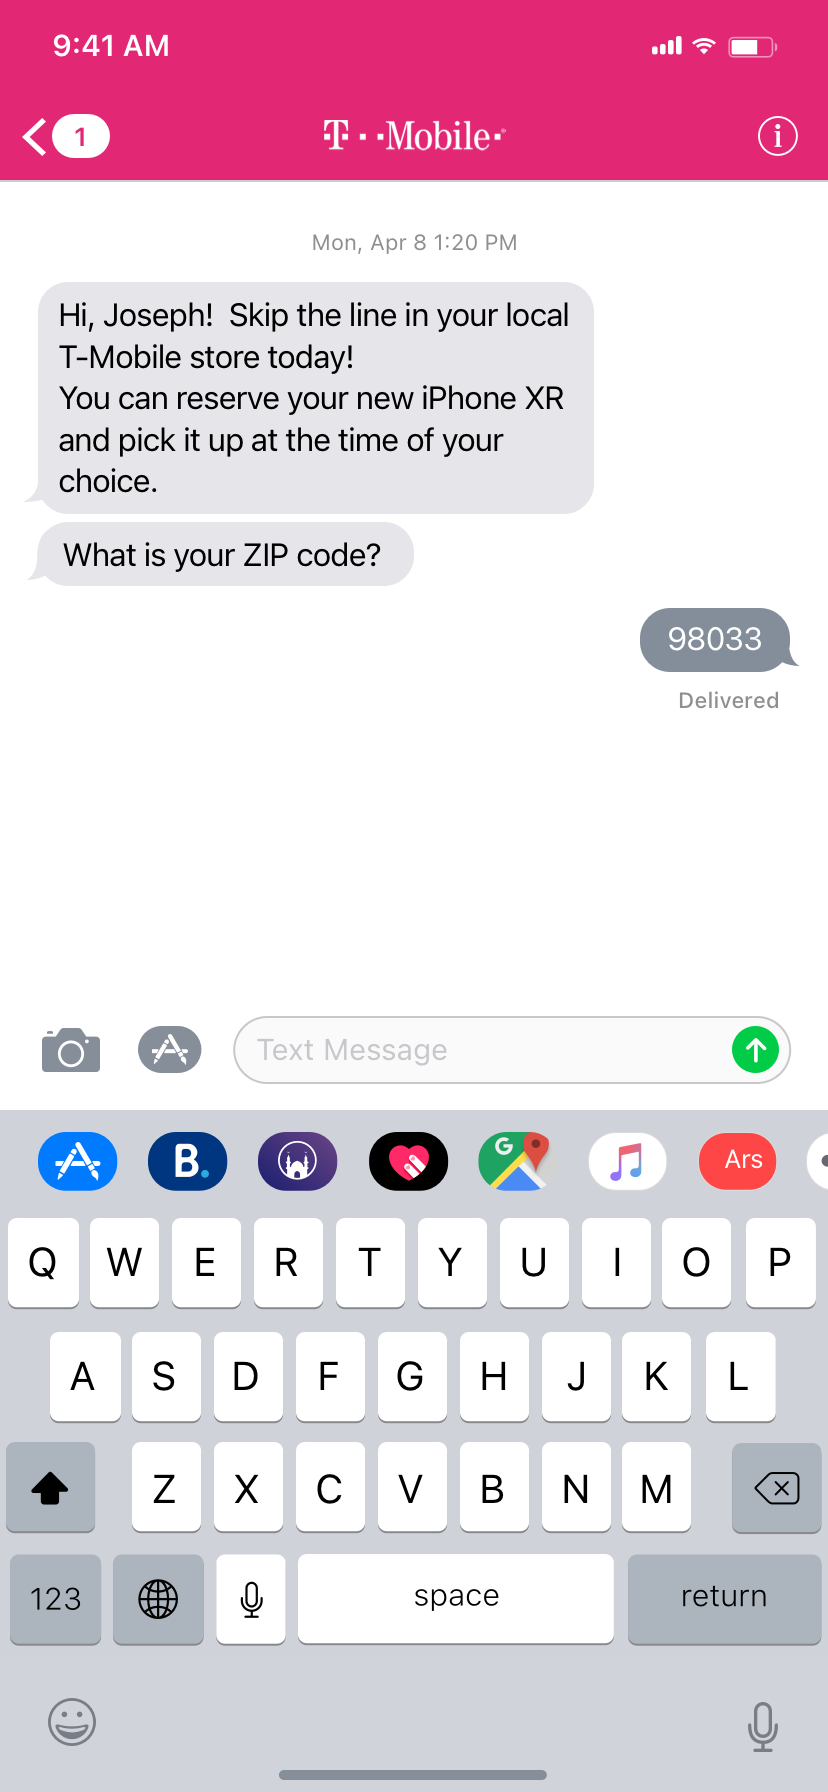 9:41 AM
1
T··Mobile·
Mon, Apr 8 1:20 PM
Hi, Joseph!  Skip the line in your local
T-Mobile store today!
You can reserve your new iPhone XR
and pick it up at the time of your
choice.
What is your ZIP code?
98033
Delivered
Text Message
B.
G
Ars
Q W E R T Y U I O P
A S D F G H J K L
Z X C V B N M
123 space return